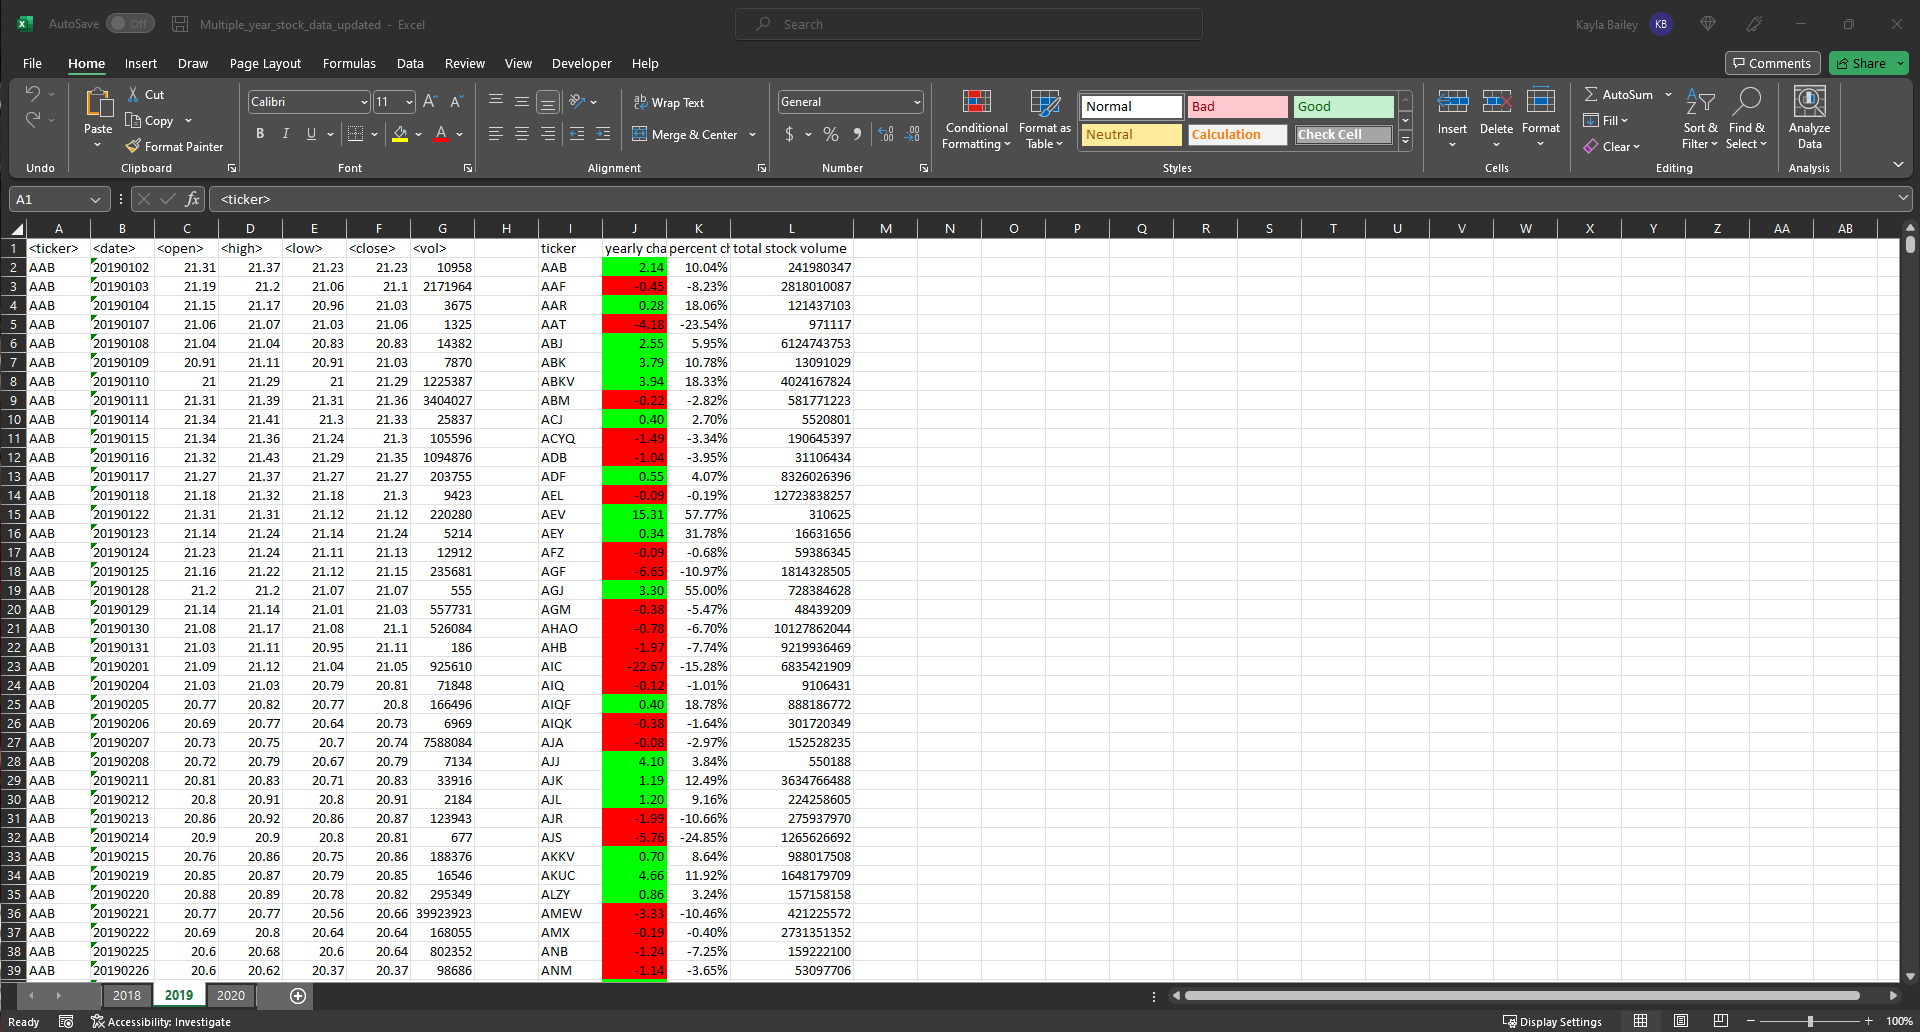 AutoSave Off Multiple_year_stock_data_updated - Excel Search Kayla Bailey KB
File Home Insert Draw Page Layout Formulas Data Review View Developer Help Comments Share
Cut Calibri 11 A A ab Wrap Text General Normal Bad Good AutoSum
Paste Copy Conditional Formatting Format as Table Insert Delete Format Fill Sort & Filter Find & Select Analyze Data
Format Painter B I U A Merge & Center $ % Neutral Calculation Check Cell Clear
Undo Clipboard Font Alignment Number Styles Cells Editing Analysis
A1 fx <ticker>
A B C D E F G H I J K L M N O P Q R S T U V W X Y Z AA AB
1 <ticker> <date> <open> <high> <low> <close> <vol> ticker yearly cha percent ch total stock volume
2 AAB 20190102 21.31 21.37 21.23 21.23 10958 AAB 2.14 10.04% 241980347
3 AAB 20190103 21.19 21.2 21.06 21.1 2171964 AAF -0.45 -8.23% 2818010087
4 AAB 20190104 21.15 21.17 20.96 21.03 3675 AAR 0.28 18.06% 121437103
5 AAB 20190107 21.06 21.07 21.03 21.06 1325 AAT -4.18 -23.54% 971117
6 AAB 20190108 21.04 21.04 20.83 20.83 14382 ABJ 2.55 5.95% 6124743753
7 AAB 20190109 20.91 21.11 20.91 21.03 7870 ABK 3.79 10.78% 13091029
8 AAB 20190110 21 21.29 21 21.29 1225387 ABKV 3.94 18.33% 4024167824
9 AAB 20190111 21.31 21.39 21.31 21.36 3404027 ABM -0.22 -2.82% 581771223
10 AAB 20190114 21.34 21.41 21.3 21.33 25837 ACJ 0.40 2.70% 5520801
11 AAB 20190115 21.34 21.36 21.24 21.3 105596 ACYQ -1.49 -3.34% 190645397
12 AAB 20190116 21.32 21.43 21.29 21.35 1094876 ADB -1.04 -3.95% 31106434
13 AAB 20190117 21.27 21.37 21.27 21.27 203755 ADF 0.55 4.07% 8326026396
14 AAB 20190118 21.18 21.32 21.18 21.3 9423 AEL -0.09 -0.19% 12723838257
15 AAB 20190122 21.31 21.31 21.12 21.12 220280 AEV 15.31 57.77% 310625
16 AAB 20190123 21.14 21.24 21.14 21.24 5214 AEY 0.34 31.78% 16631656
17 AAB 20190124 21.23 21.24 21.11 21.13 12912 AFZ -0.09 -0.68% 59386345
18 AAB 20190125 21.16 21.22 21.12 21.15 235681 AGF -6.65 -10.97% 1814328505
19 AAB 20190128 21.2 21.2 21.07 21.07 555 AGJ 3.30 55.00% 728384628
20 AAB 20190129 21.14 21.14 21.01 21.03 557731 AGM -0.38 -5.47% 48439209
21 AAB 20190130 21.08 21.17 21.08 21.1 526084 AHAO -0.78 -6.70% 10127862044
22 AAB 20190131 21.03 21.11 20.95 21.11 186 AHB -1.97 -7.74% 9219936469
23 AAB 20190201 21.09 21.12 21.04 21.05 925610 AIC -22.67 -15.28% 6835421909
24 AAB 20190204 21.03 21.03 20.79 20.81 71848 AIQ -0.12 -1.01% 9106431
25 AAB 20190205 20.77 20.82 20.77 20.8 166496 AIQF 0.40 18.78% 888186772
26 AAB 20190206 20.69 20.77 20.64 20.73 6969 AIQK -0.38 -1.64% 301720349
27 AAB 20190207 20.73 20.75 20.7 20.74 7588084 AJA -0.08 -2.97% 152528235
28 AAB 20190208 20.72 20.79 20.67 20.79 7134 AJJ 4.10 3.84% 550188
29 AAB 20190211 20.81 20.83 20.71 20.83 33916 AJK 1.19 12.49% 3634766488
30 AAB 20190212 20.8 20.91 20.8 20.91 2184 AJL 1.20 9.16% 224258605
31 AAB 20190213 20.86 20.92 20.86 20.87 123943 AJR -1.99 -10.66% 275937970
32 AAB 20190214 20.9 20.9 20.8 20.81 677 AJS -5.76 -24.85% 1265626692
33 AAB 20190215 20.76 20.86 20.75 20.86 188376 AKKV 0.70 8.64% 988017508
34 AAB 20190219 20.85 20.87 20.79 20.85 16546 AKUC 4.66 11.92% 1648179709
35 AAB 20190220 20.88 20.89 20.78 20.82 295349 ALZY 0.86 3.24% 157158158
36 AAB 20190221 20.77 20.77 20.56 20.66 39923923 AMEW -3.33 -10.46% 421225572
37 AAB 20190222 20.69 20.8 20.64 20.64 168055 AMX -0.19 -0.40% 2731351352
38 AAB 20190225 20.6 20.68 20.6 20.64 802352 ANB -1.24 -7.25% 159222100
39 AAB 20190226 20.6 20.62 20.37 20.37 98686 ANM -1.14 -3.65% 53097706
2018 2019 2020
Ready Accessibility: Investigate Display Settings 100%